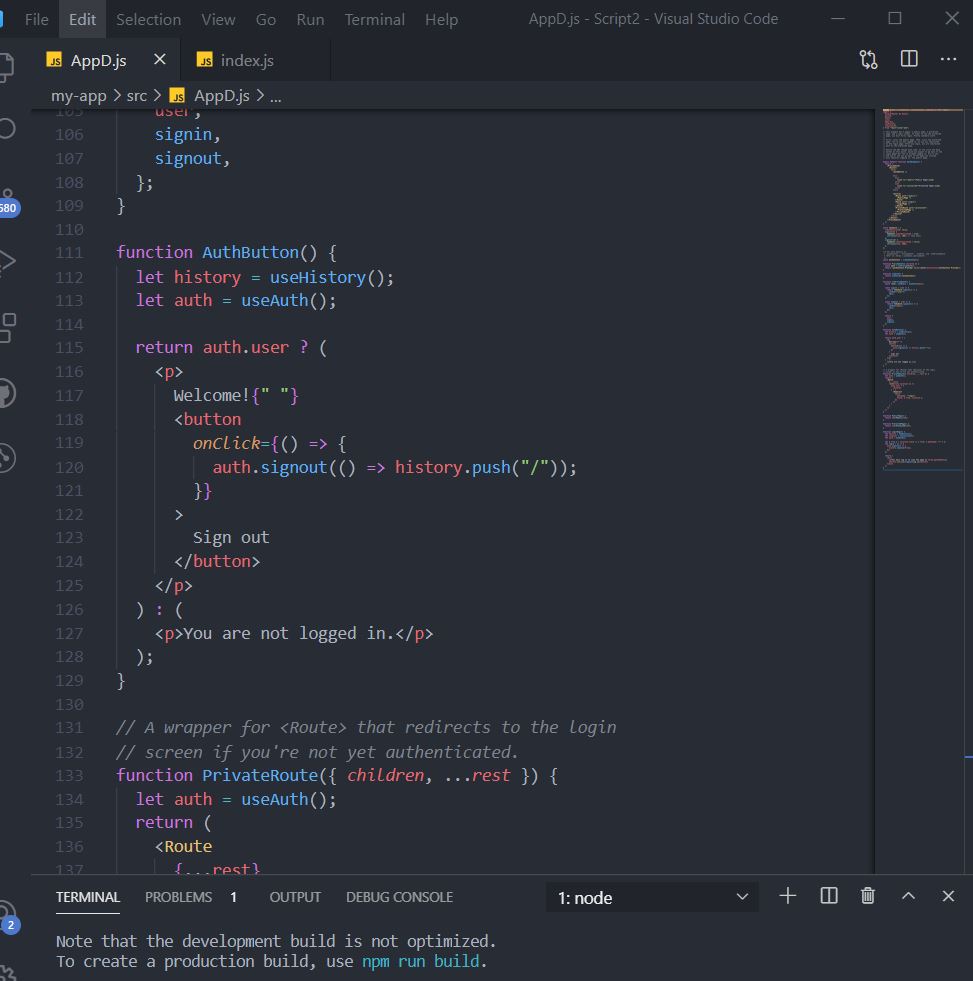 File Edit Selection View Go Run Terminal Help AppD.js - Script2 - Visual Studio Code
JS AppD.js JS index.js
my-app > src > JS AppD.js > ...
105 user,
106 signin,
107 signout,
108 };
109 }
110
111 function AuthButton() {
112 let history = useHistory();
113 let auth = useAuth();
114
115 return auth.user ? (
116 <p>
117 Welcome!{" "}
118 <button
119 onClick={() => {
120 auth.signout(() => history.push("/"));
121 }}
122 >
123 Sign out
124 </button>
125 </p>
126 ) : (
127 <p>You are not logged in.</p>
128 );
129 }
130
131 // A wrapper for <Route> that redirects to the login
132 // screen if you're not yet authenticated.
133 function PrivateRoute({ children, ...rest }) {
134 let auth = useAuth();
135 return (
136 <Route
137 {...rest}
680
2
TERMINAL PROBLEMS 1 OUTPUT DEBUG CONSOLE 1: node
Note that the development build is not optimized.
To create a production build, use npm run build.